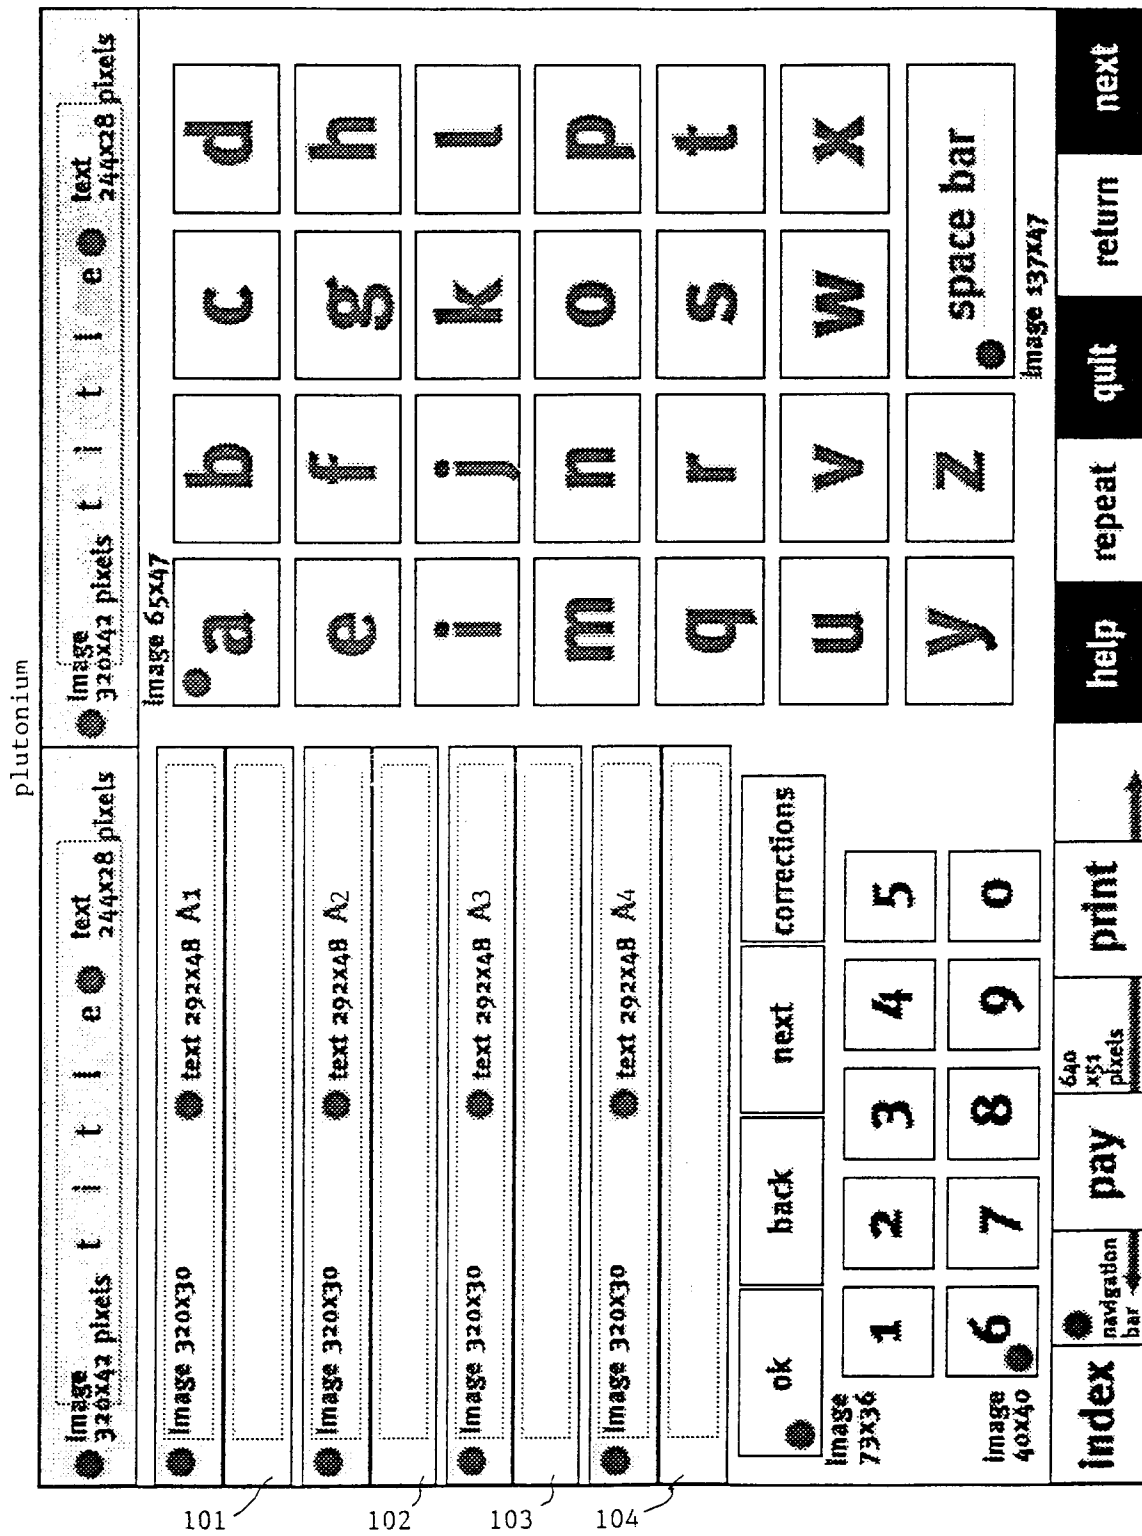 plutonium
image
320x42 pixels
t i t l e
text
244x28 pixels
image
320x42 pixels
t i t l e
text
244x28 pixels
image 320x30
text 292x48 A1
image 320x30
text 292x48 A2
image 320x30
text 292x48 A3
image 320x30
text 292x48 A4
101
102
103
104
ok
back
next
corrections
image
73x36
1
2
3
4
5
6
7
8
9
0
image
40x40
image 65x47
a
b
c
d
e
f
g
h
i
j
k
l
m
n
o
p
q
r
s
t
u
v
w
x
y
z
space bar
image 137x47
index
navigation
bar
pay
640
x51
pixels
print
help
repeat
quit
return
next